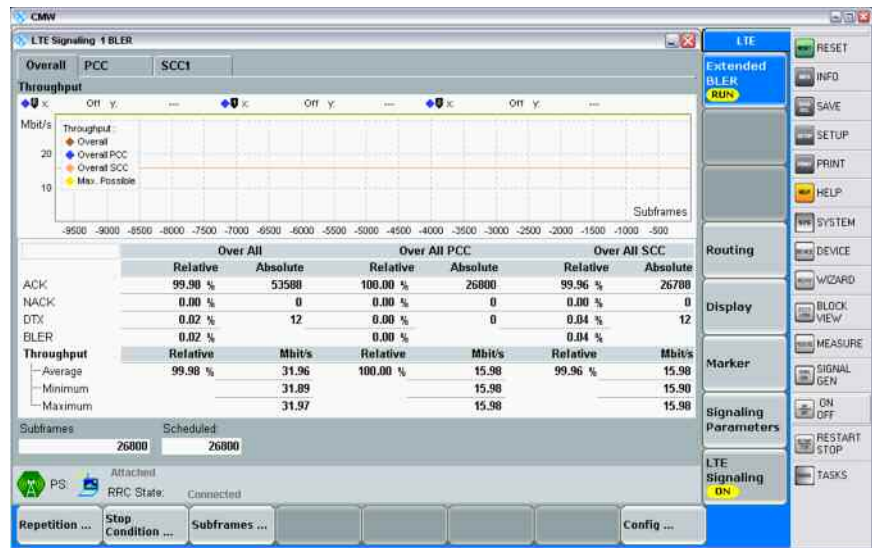 CMW
LTE Signaling 1 BLER
LTE
Overall PCC SCC1
Throughput
x: Off y: --- x: Off y: --- x: Off y: ---
Mbit/s
20
10
Throughput:
Overall
Overall PCC
Overall SCC
Max. Possible
Subframes
-9500 -9000 -8500 -8000 -7500 -7000 -6500 -6000 -5500 -5000 -4500 -4000 -3500 -3000 -2500 -2000 -1500 -1000 -500
Over All Over All PCC Over All SCC
Relative Absolute Relative Absolute Relative Absolute
ACK 99.98 % 53588 100.00 % 26800 99.96 % 26788
NACK 0.00 % 0 0.00 % 0 0.00 % 0
DTX 0.02 % 12 0.00 % 0 0.04 % 12
BLER 0.02 % 0.00 % 0.04 %
Throughput Relative Mbit/s Relative Mbit/s Relative Mbit/s
Average 99.98 % 31.96 100.00 % 15.98 99.96 % 15.98
Minimum 31.89 15.98 15.90
Maximum 31.97 15.98 15.98
Subframes Scheduled:
26800 26800
PS: Attached
RRC State: Connected
Repetition ...
Stop
Condition ...
Subframes ...
Config ...
Extended
BLER
RUN
Routing
Display
Marker
Signaling
Parameters
LTE
Signaling
ON
RESET
INFO
SAVE
SETUP
PRINT
HELP
SYSTEM
DEVICE
WIZARD
BLOCK
VIEW
MEASURE
SIGNAL
GEN
ON
OFF
RESTART
STOP
TASKS